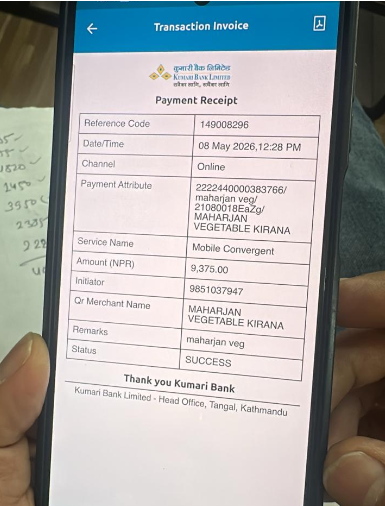 Transaction Invoice
कुमारी बैंक लिमिटेड
KUMARI BANK LIMITED
Payment Receipt
Reference Code 149008296
Date/Time 08 May 2026,12:28 PM
Channel Online
Payment Attribute 2222440000383766/
maharjan veg/
21080018EaZg/
MAHARJAN
VEGETABLE KIRANA
Service Name Mobile Convergent
Amount (NPR) 9,375.00
Initiator 9851037947
Qr Merchant Name MAHARJAN
VEGETABLE KIRANA
Remarks maharjan veg
Status SUCCESS
Thank you Kumari Bank
Kumari Bank Limited - Head Office, Tangal, Kathmandu
1820
1450
3950